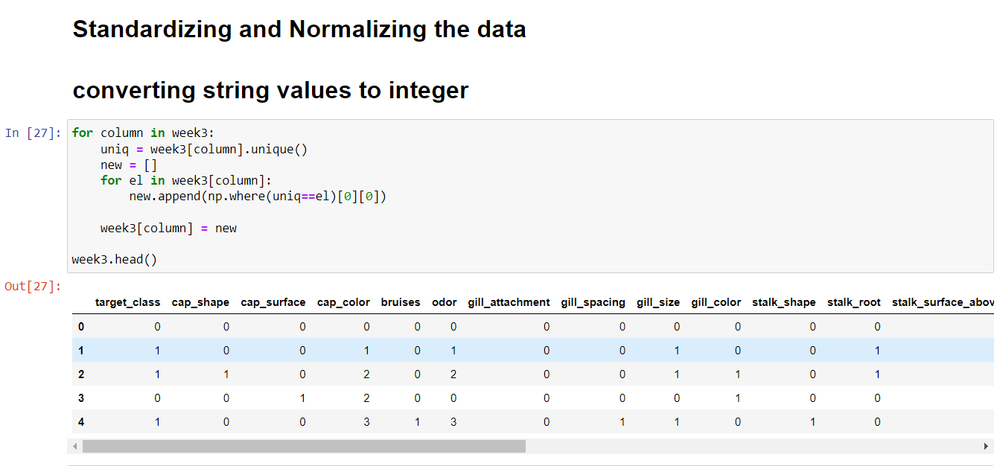 Standardizing and Normalizing the data
converting string values to integer
In [27]:
for column in week3:
    uniq = week3[column].unique()
    new = []
    for el in week3[column]:
        new.append(np.where(uniq==el)[0][0])
    week3[column] = new
week3.head()
Out[27]:
target_class cap_shape cap_surface cap_color bruises odor gill_attachment gill_spacing gill_size gill_color stalk_shape stalk_root stalk_surface_abov
0 0 0 0 0 0 0 0 0 0 0 0 0
1 1 0 0 1 0 1 0 0 1 0 0 1
2 1 1 0 2 0 2 0 0 1 1 0 1
3 0 0 1 2 0 0 0 0 0 1 0 0
4 1 0 0 3 1 3 0 1 1 0 1 0